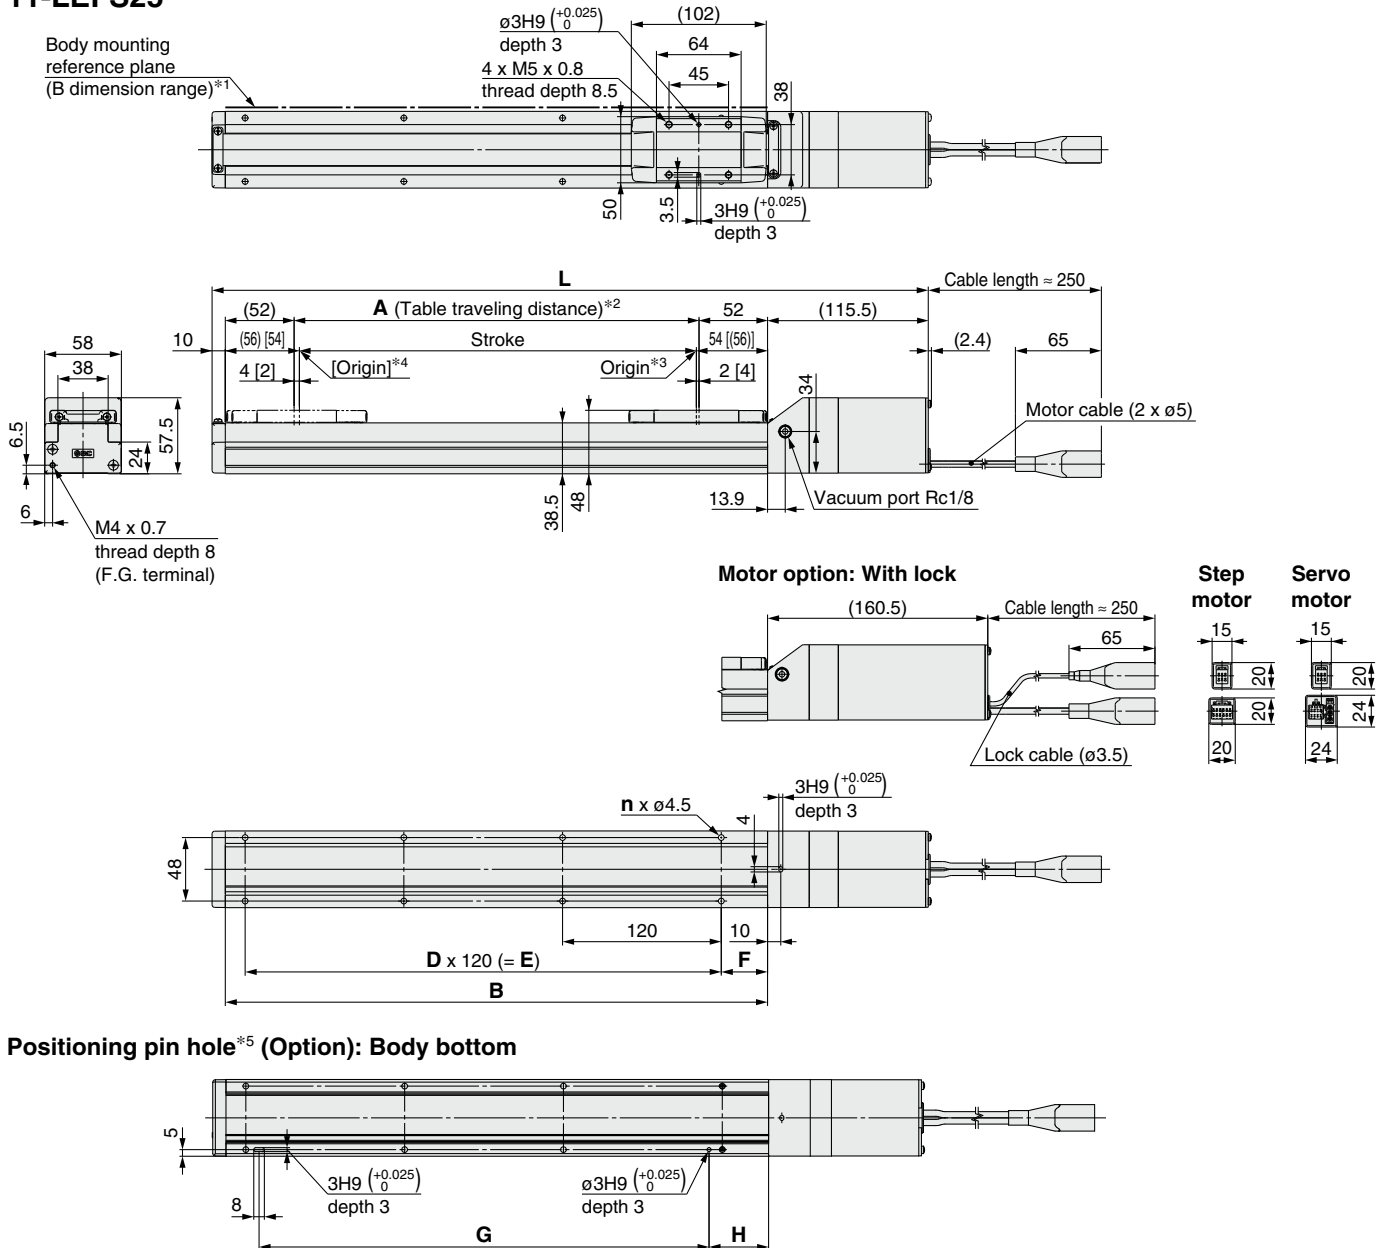 Body mounting
reference plane
(B dimension range)*1
ø3H9 (+0.025 0)
depth 3
4 x M5 x 0.8
thread depth 8.5
(102)
64
45
38
50
3.5
3H9 (+0.025 0)
depth 3
L
Cable length ≈ 250
(52)
A (Table traveling distance)*2
52
(115.5)
10
(56) [54]
Stroke
54 [(56)]
(2.4)
65
4 [2]
[Origin]*4
Origin*3
2 [4]
34
58
38
6.5
24
57.5
6
M4 x 0.7
thread depth 8
(F.G. terminal)
38.5
48
13.9
Vacuum port Rc1/8
Motor cable (2 x ø5)
Motor option: With lock
(160.5)
Cable length ≈ 250
65
Lock cable (ø3.5)
Step
motor
15
20
20
20
Servo
motor
15
20
24
24
n x ø4.5
3H9 (+0.025 0)
depth 3
4
48
120
10
D x 120 (= E)
F
B
Positioning pin hole*5 (Option): Body bottom
5
3H9 (+0.025 0)
depth 3
ø3H9 (+0.025 0)
depth 3
8
G
H